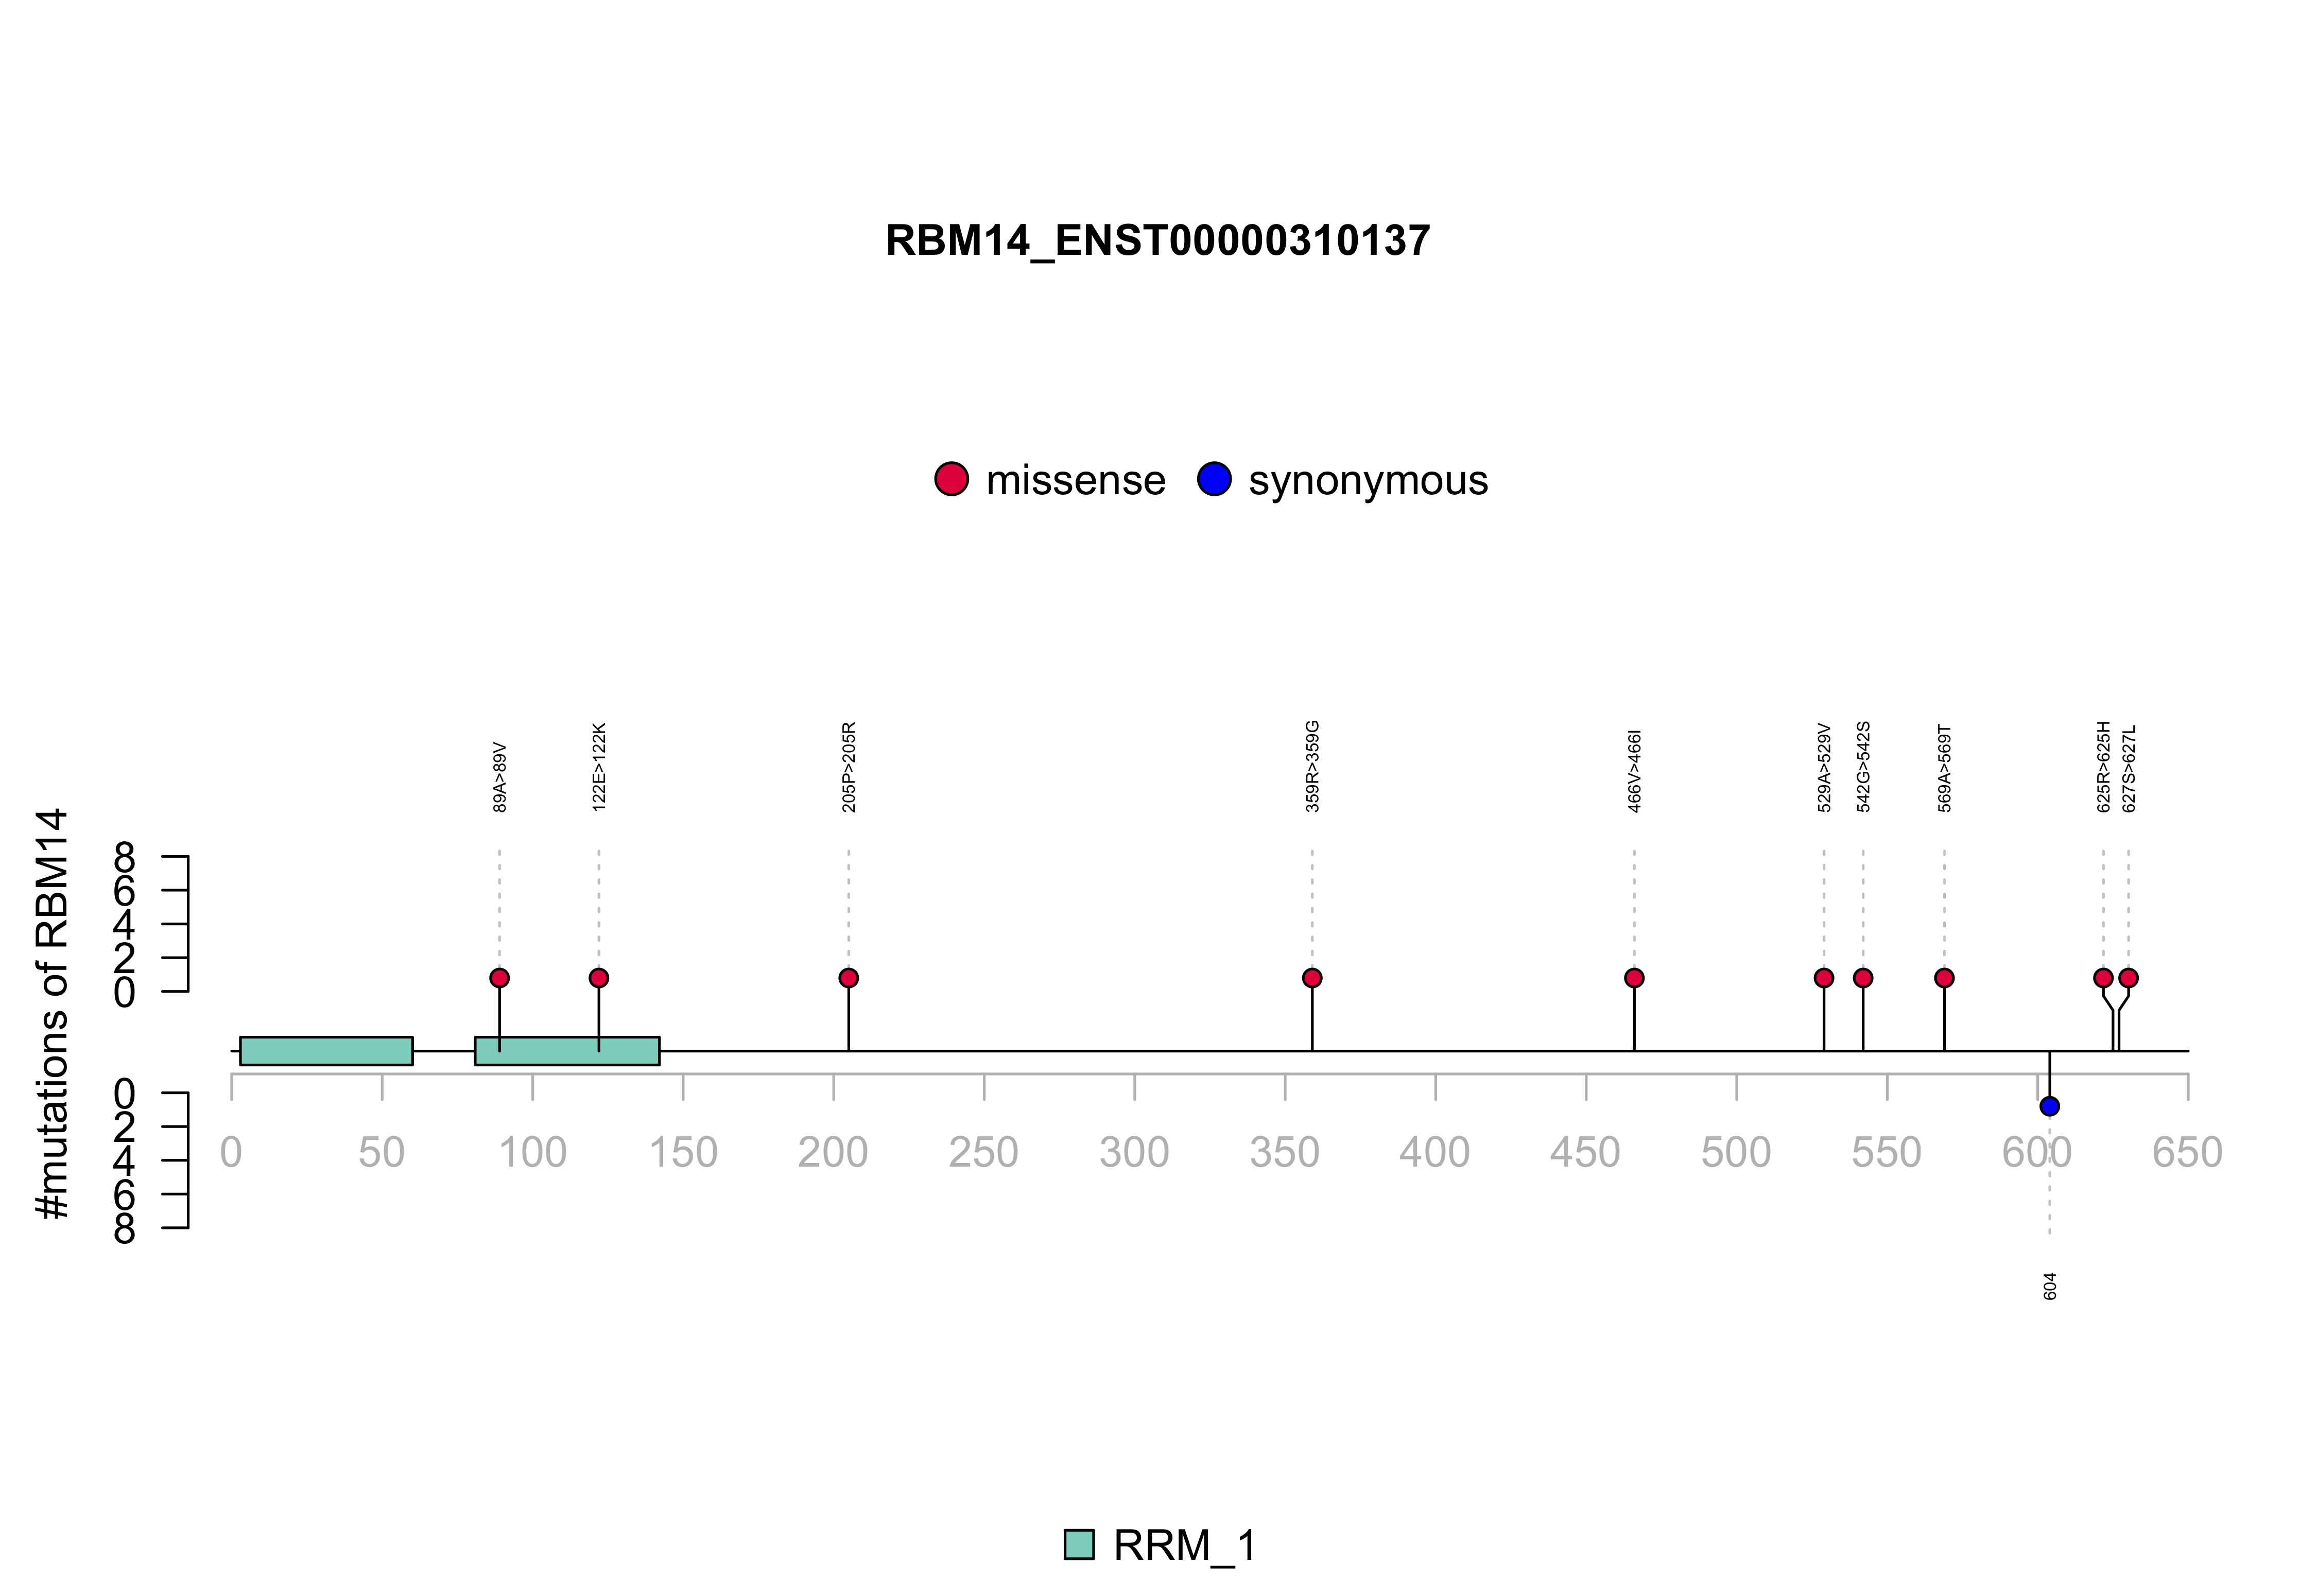 RBM14_ENST00000310137
missense synonymous
89A>89V 122E>122K 205P>205R 359R>359G 466V>466I 529A>529V 542G>542S 569A>569T 625R>625H 627S>627L
#mutations of RBM14
8
6
4
2
0
0
2
4
6
8
0 50 100 150 200 250 300 350 400 450 500 550 600 650
604
RRM_1